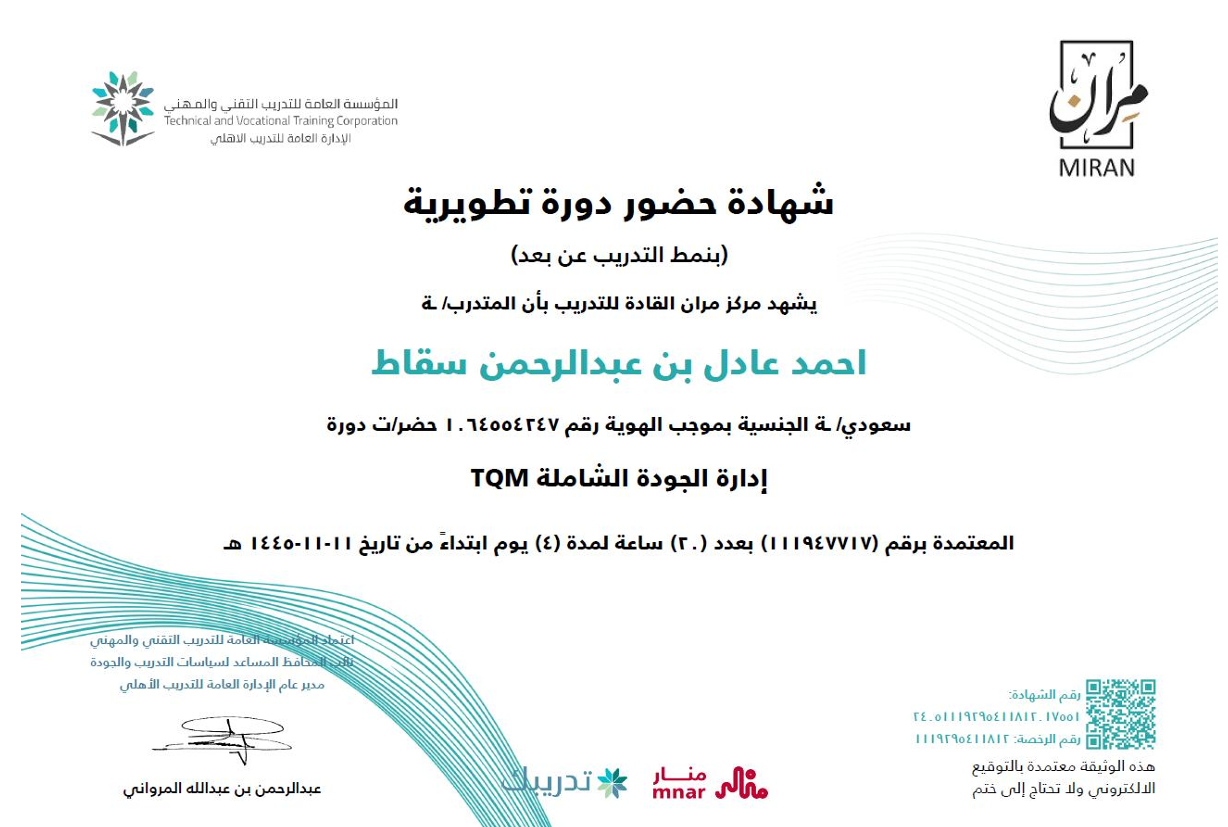 المؤسسة العامة للتدريب التقني والمهني
Technical and Vocational Training Corporation
الإدارة العامة للتدريب الاهلي
مران
MIRAN
شهادة حضور دورة تطويرية
(بنمط التدريب عن بعد)
يشهد مركز مران القادة للتدريب بأن المتدرب/ ـة
احمد عادل بن عبدالرحمن سقاط
سعودي/ ـة الجنسية بموجب الهوية رقم ١٠٦٤٥٥٤٢٤٧ حضر/ت دورة
إدارة الجودة الشاملة TQM
المعتمدة برقم (١١١٩٤٧٧١٧) بعدد (٢٠) ساعة لمدة (٤) يوم ابتداءً من تاريخ ١١-١١-١٤٤٥ هـ
اعتماد المؤسسة العامة للتدريب التقني والمهني
نائب المحافظ المساعد لسياسات التدريب والجودة
مدير عام الإدارة العامة للتدريب الأهلي
عبدالرحمن بن عبدالله المرواني
رقم الشهادة:
٢٤٠٥١١١٩٢٩٥٤١١٨١٢٠١٧٥٥١
رقم الرخصة: ١١١٩٢٩٥٤١١٨١٢
هذه الوثيقة معتمدة بالتوقيع
الالكتروني ولا تحتاج إلى ختم
منـار
mnar
تدريبك